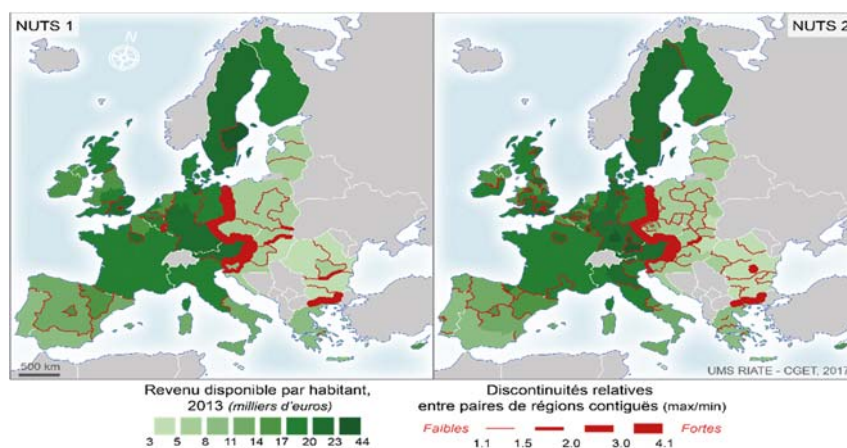 NUTS 1
N
500 km
NUTS 2
UMS RIATE - CGET, 2017
Revenu disponible par habitant,
2013 (milliers d'euros)
3 5 8 11 14 17 20 23 44
Discontinuités relatives
entre paires de régions contiguës (max/min)
Faibles Fortes
1.1 1.5 2.0 3.0 4.1